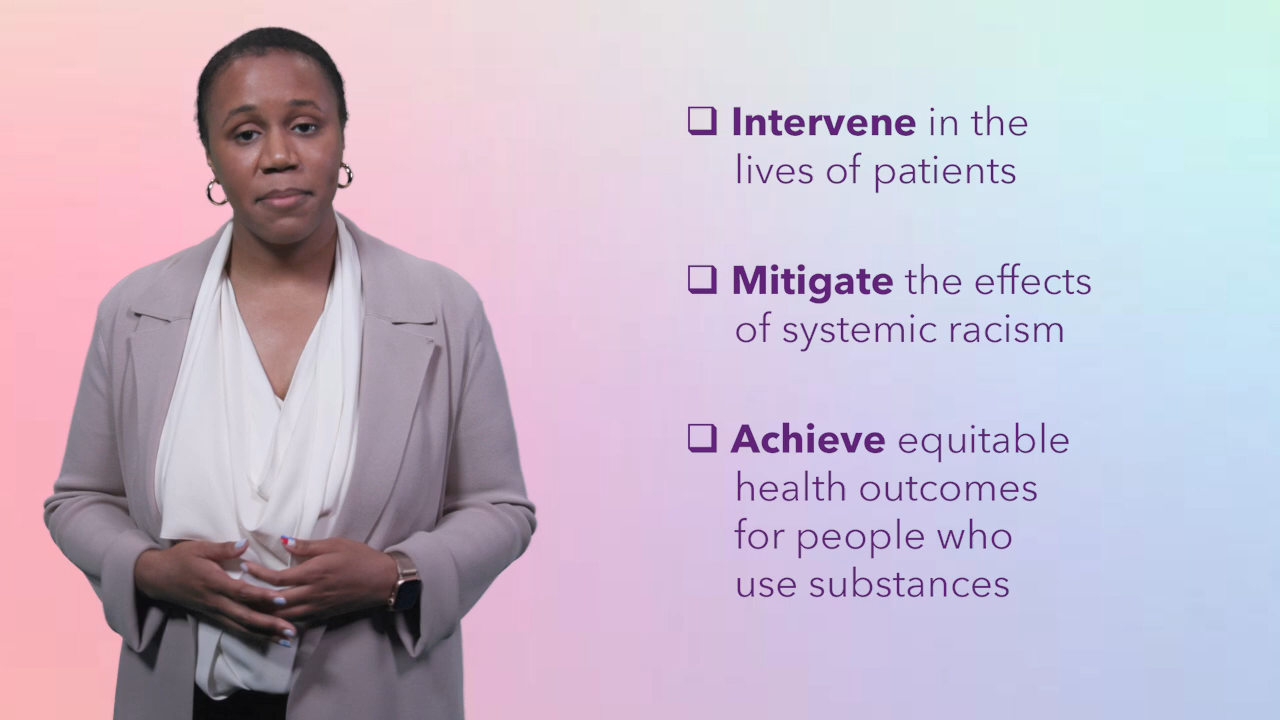 ❑ Intervene in the
lives of patients
❑ Mitigate the effects
of systemic racism
❑ Achieve equitable
health outcomes
for people who
use substances